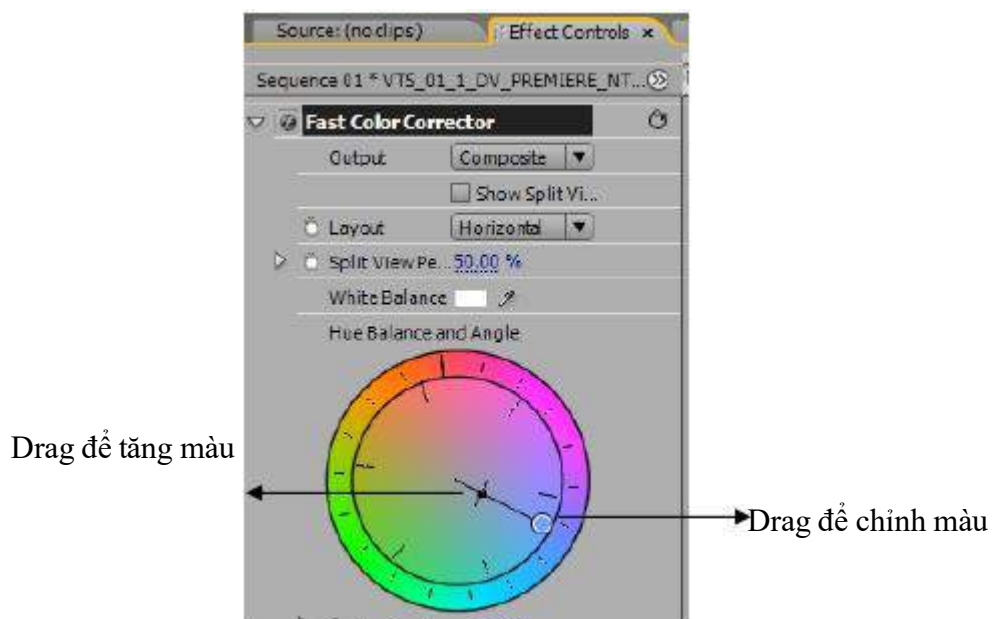 Source: (no clips) Effect Controls ×
Sequence 01 * VTS_01_1_DV_PREMIERE_NT...
Fast Color Corrector
Output Composite
Show Split Vi...
Layout Horizontal
Split View Pe... 50.00 %
White Balance
Hue Balance and Angle
Drag để tăng màu
Drag để chỉnh màu